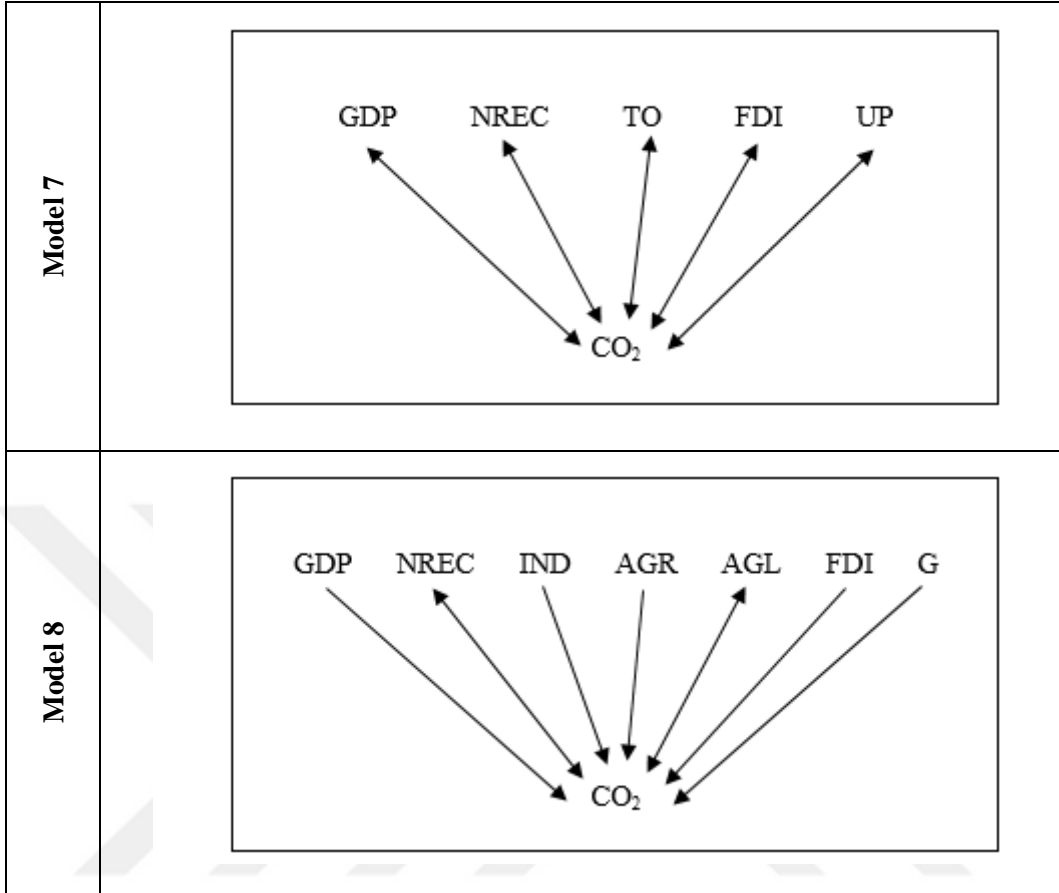 Model 7
GDP NREC TO FDI UP
CO₂
Model 8
GDP NREC IND AGR AGL FDI G
CO₂